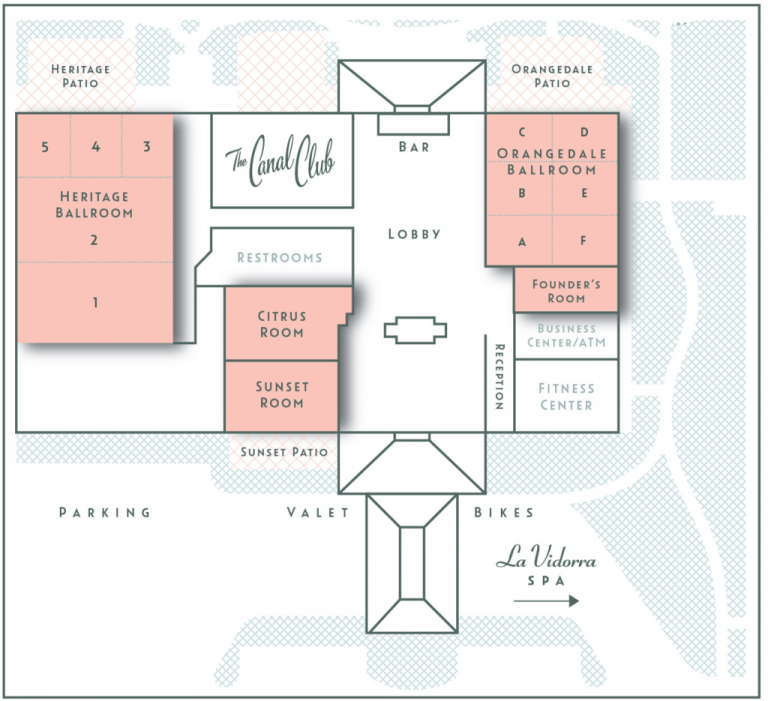 HERITAGE
PATIO
ORANGEDALE
PATIO
5
4
3
HERITAGE
BALLROOM
2
1
The Canal Club
BAR
C
D
ORANGEDALE
BALLROOM
B
E
A
F
LOBBY
RESTROOMS
CITRUS
ROOM
SUNSET
ROOM
FOUNDER'S
ROOM
BUSINESS
CENTER/ATM
RECEPTION
FITNESS
CENTER
SUNSET PATIO
PARKING
VALET
BIKES
La Vidorra
SPA